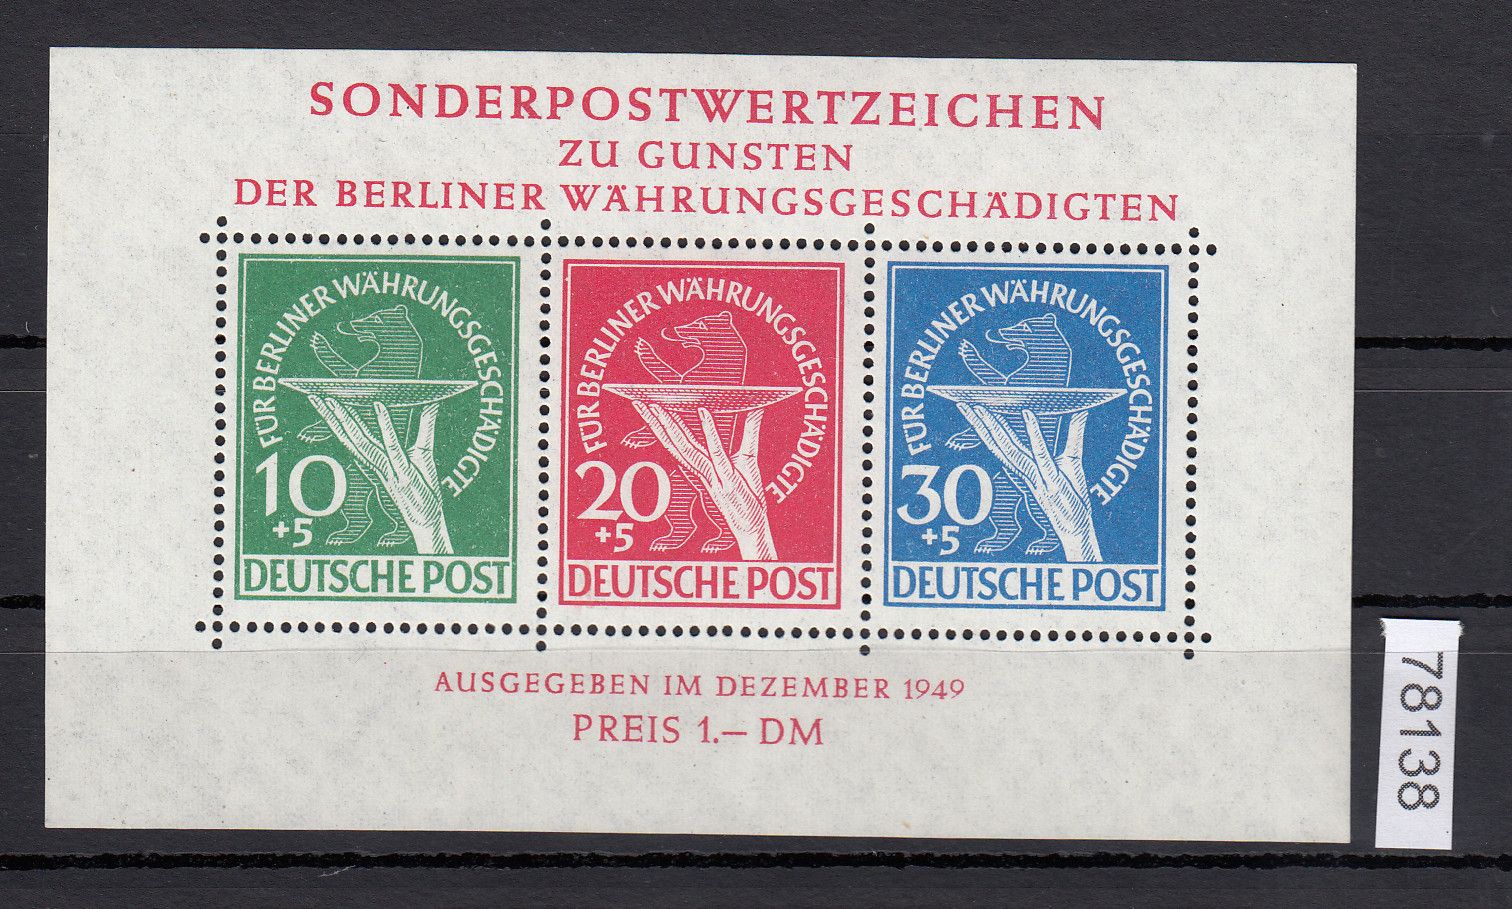 SONDERPOSTWERTZEICHEN
ZU GUNSTEN
DER BERLINER WÄHRUNGSGESCHÄDIGTEN
FÜR BERLINER WÄHRUNGSGESCHÄDIGTE
10
+5
DEUTSCHE POST
FÜR BERLINER WÄHRUNGSGESCHÄDIGTE
20
+5
DEUTSCHE POST
FÜR BERLINER WÄHRUNGSGESCHÄDIGTE
30
+5
DEUTSCHE POST
AUSGEGEBEN IM DEZEMBER 1949
PREIS 1.– DM
78138